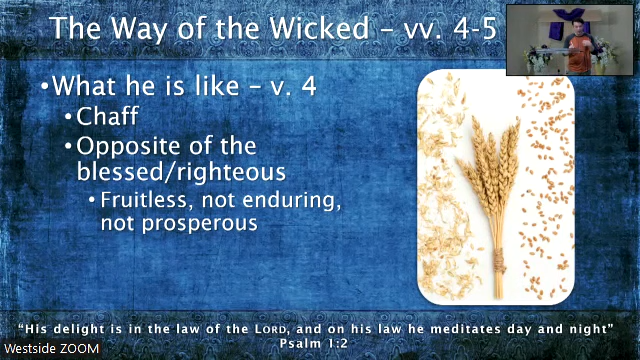 The Way of the Wicked – vv. 4-5
•What he is like – v. 4
•Chaff
•Opposite of the
blessed/righteous
•Fruitless, not enduring,
not prosperous
“His delight is in the law of the LORD, and on his law he meditates day and night”
Psalm 1:2
Westside ZOOM